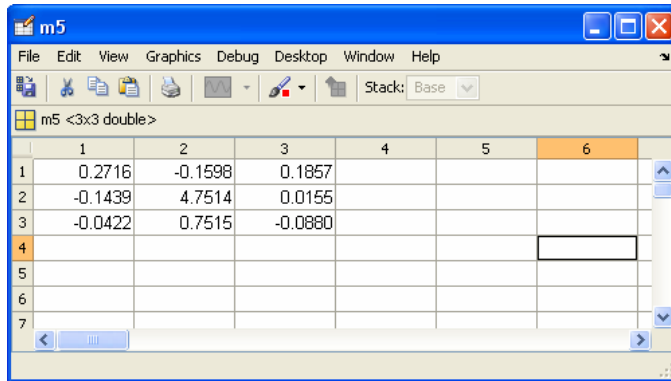 m5
File Edit View Graphics Debug Desktop Window Help
Stack: Base
m5 <3x3 double>
1 2 3 4 5 6
1 0.2716 -0.1598 0.1857
2 -0.1439 4.7514 0.0155
3 -0.0422 0.7515 -0.0880
4
5
6
7